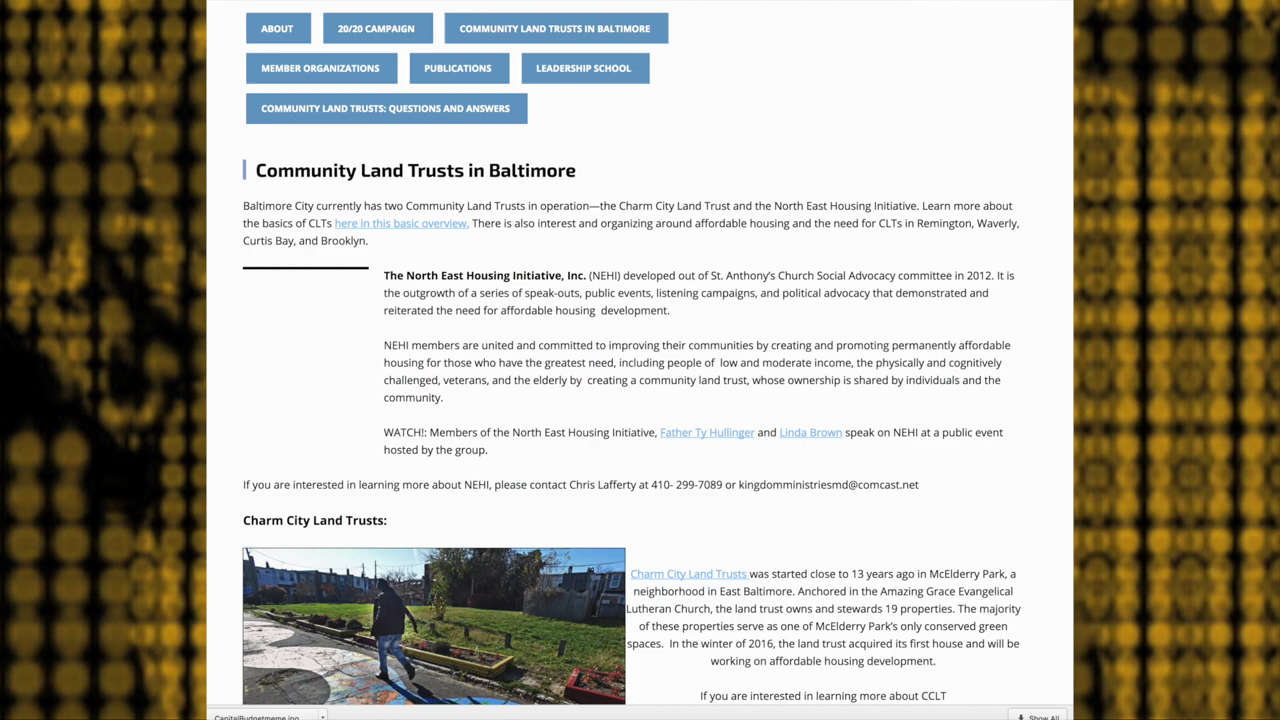 ABOUT 20/20 CAMPAIGN COMMUNITY LAND TRUSTS IN BALTIMORE
MEMBER ORGANIZATIONS PUBLICATIONS LEADERSHIP SCHOOL
COMMUNITY LAND TRUSTS: QUESTIONS AND ANSWERS
Community Land Trusts in Baltimore
Baltimore City currently has two Community Land Trusts in operation—the Charm City Land Trust and the North East Housing Initiative. Learn more about
the basics of CLTs here in this basic overview. There is also interest and organizing around affordable housing and the need for CLTs in Remington, Waverly,
Curtis Bay, and Brooklyn.
The North East Housing Initiative, Inc. (NEHI) developed out of St. Anthony's Church Social Advocacy committee in 2012. It is
the outgrowth of a series of speak-outs, public events, listening campaigns, and political advocacy that demonstrated and
reiterated the need for affordable housing development.
NEHI members are united and committed to improving their communities by creating and promoting permanently affordable
housing for those who have the greatest need, including people of low and moderate income, the physically and cognitively
challenged, veterans, and the elderly by creating a community land trust, whose ownership is shared by individuals and the
community.
WATCH!: Members of the North East Housing Initiative, Father Ty Hullinger and Linda Brown speak on NEHI at a public event
hosted by the group.
If you are interested in learning more about NEHI, please contact Chris Lafferty at 410- 299-7089 or kingdomministriesmd@comcast.net
Charm City Land Trusts:
Charm City Land Trusts was started close to 13 years ago in McElderry Park, a
neighborhood in East Baltimore. Anchored in the Amazing Grace Evangelical
Lutheran Church, the land trust owns and stewards 19 properties. The majority
of these properties serve as one of McElderry Park's only conserved green
spaces. In the winter of 2016, the land trust acquired its first house and will be
working on affordable housing development.
If you are interested in learning more about CCLT
CapitalBudgetmeme.jpg Show All